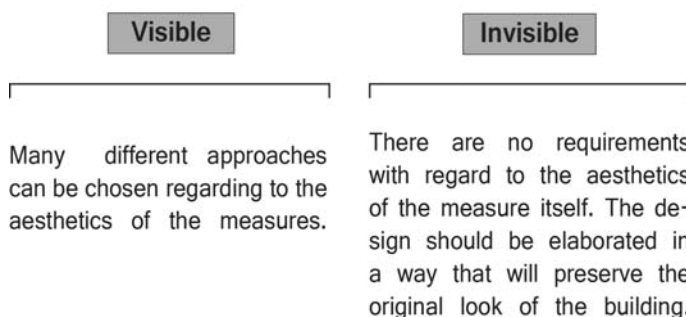 Visible
Many different approaches
can be chosen regarding to the
aesthetics of the measures.
Invisible
There are no requirements
with regard to the aesthetics
of the measure itself. The de-
sign should be elaborated in
a way that will preserve the
original look of the building.